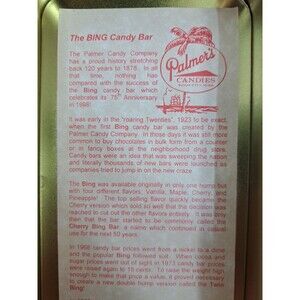 The BING Candy Bar
Palmer's
CANDIES
The Palmer Candy Company
has a proud history stretching
back 120 years to 1878. In all
that time, nothing has
compared with the success of
the Bing candy bar which
celebrates its 75th Anniversary
in 1998!
It was early in the "roaring Twenties", 1923 to be exact,
when the first Bing candy bar was created by the
Palmer Candy Company. In those days it was still more
common to buy chocolates in bulk form from a counter
or in fancy boxes at the neighborhood drug store.
Candy bars were an idea that was sweeping the nation
and literally thousands of new bars were launched as
companies tried to jump in on the new craze.
The Bing was available originally in only one hump but
with four different flavors, Vanilla, Maple, Cherry, and
Pineapple! The top selling flavor quickly became the
Cherry version which sold so well that the decision was
reached to cut out the other flavors entirely. It was only
then that the bar started to be commonly called the
Cherry Bing Bar, a name which continued in casual
use for the next 50 years.
In 1968 candy bar prices went from a nickel to a dime
and the popular Bing followed suit. When cocoa and
sugar prices went out of sight in 1973 candy bar prices
were raised again to 15 cents. To raise the weight high
enough to make that price a value, it proved necessary
to create a new double hump version called the Twin
Bing!